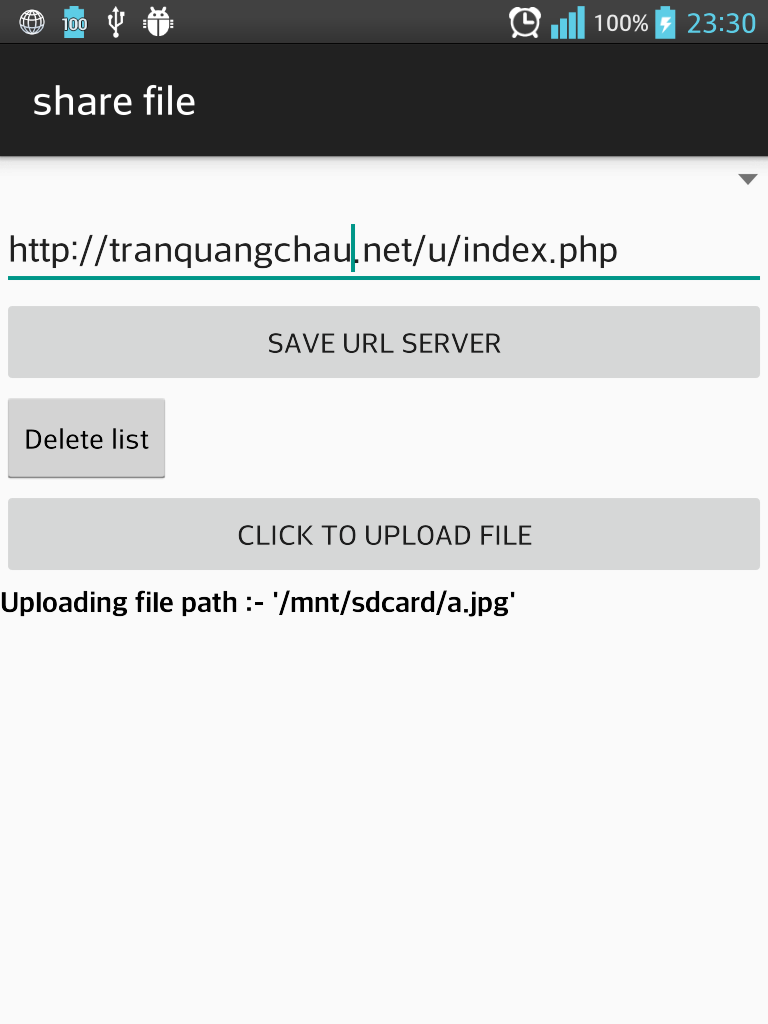 100 100% 23:30
share file
http://tranquangchau.net/u/index.php
SAVE URL SERVER
Delete list
CLICK TO UPLOAD FILE
Uploading file path :- '/mnt/sdcard/a.jpg'